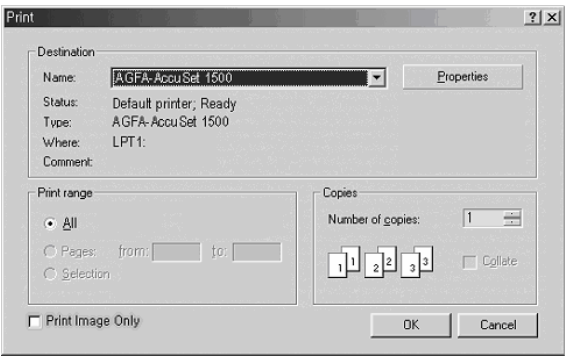 Print
Destination
Name: AGFA-AccuSet 1500 Properties
Status: Default printer; Ready
Type: AGFA-AccuSet 1500
Where: LPT1:
Comment:
Print range
All
Pages: from: to:
Selection
Copies
Number of copies: 1
1 1 2 2 3 3
Collate
Print Image Only
OK Cancel